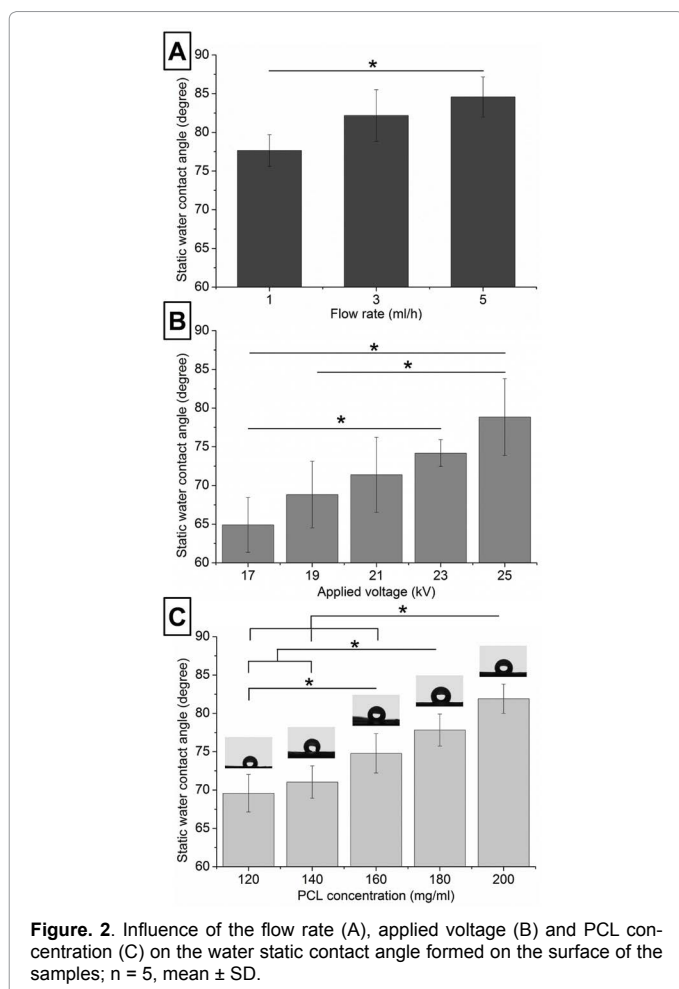 A
*
90
85
80
75
70
65
60
Static water contact angle (degree)
1 3 5
Flow rate (ml/h)
B
*
*
*
90
85
80
75
70
65
60
Static water contact angle (degree)
17 19 21 23 25
Applied voltage (kV)
C
*
*
*
90
85
80
75
70
65
60
Static water contact angle (degree)
120 140 160 180 200
PCL concentration (mg/ml)
Figure. 2. Influence of the flow rate (A), applied voltage (B) and PCL con-
centration (C) on the water static contact angle formed on the surface of the
samples; n = 5, mean ± SD.